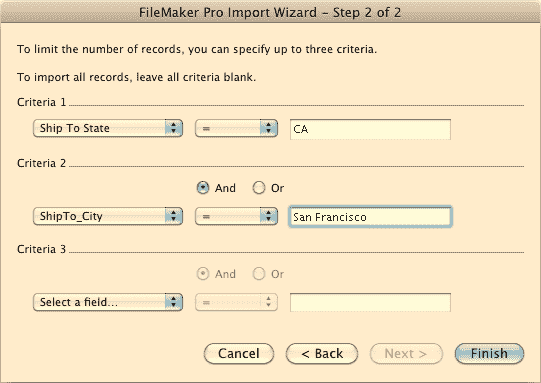 FileMaker Pro Import Wizard – Step 2 of 2
To limit the number of records, you can specify up to three criteria.
To import all records, leave all criteria blank.
Criteria 1
Ship To State = CA
Criteria 2
And Or
ShipTo_City = San Francisco
Criteria 3
And Or
Select a field... =
Cancel < Back Next > Finish